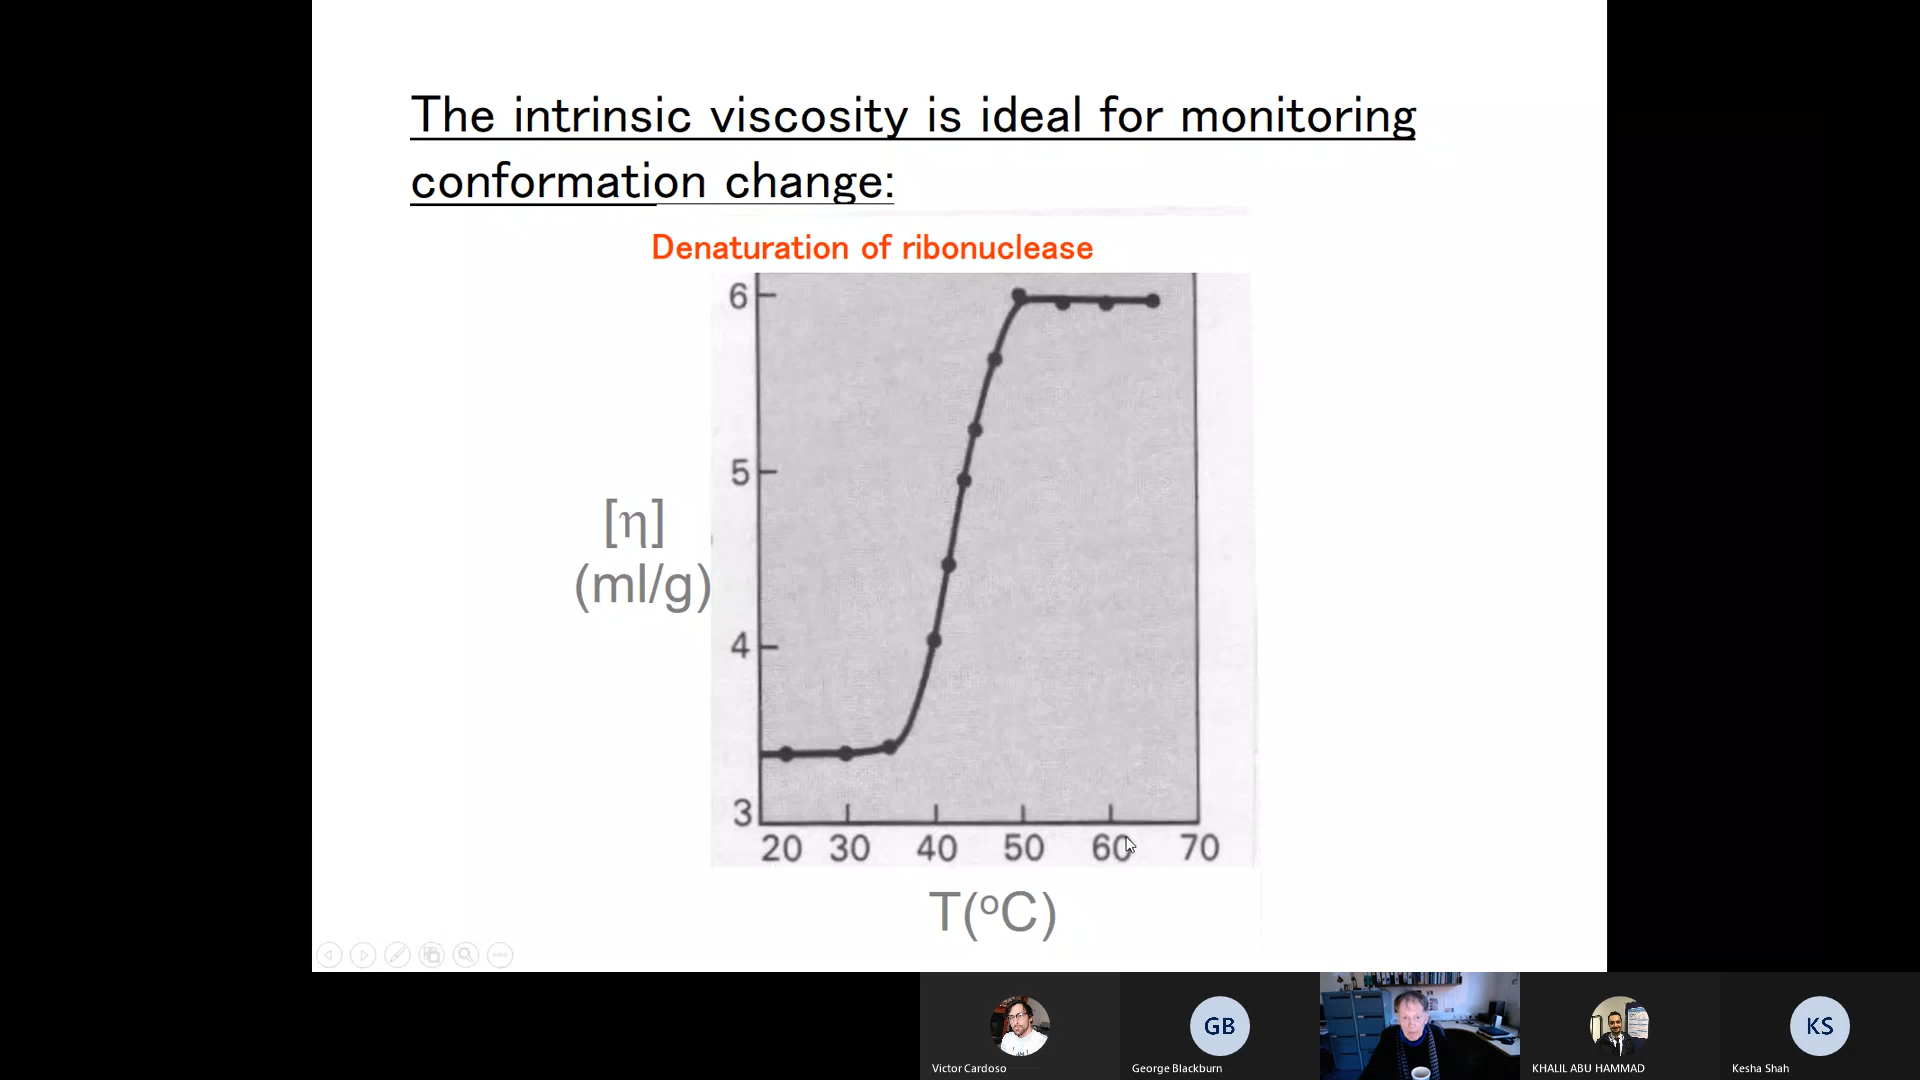 The intrinsic viscosity is ideal for monitoring
conformation change:
Denaturation of ribonuclease
6
5
[η]
(ml/g)
4
3
20 30 40 50 60 70
T(°C)
GB
KS
Victor Cardoso
George Blackburn
KHALIL ABU HAMMAD
Kesha Shah